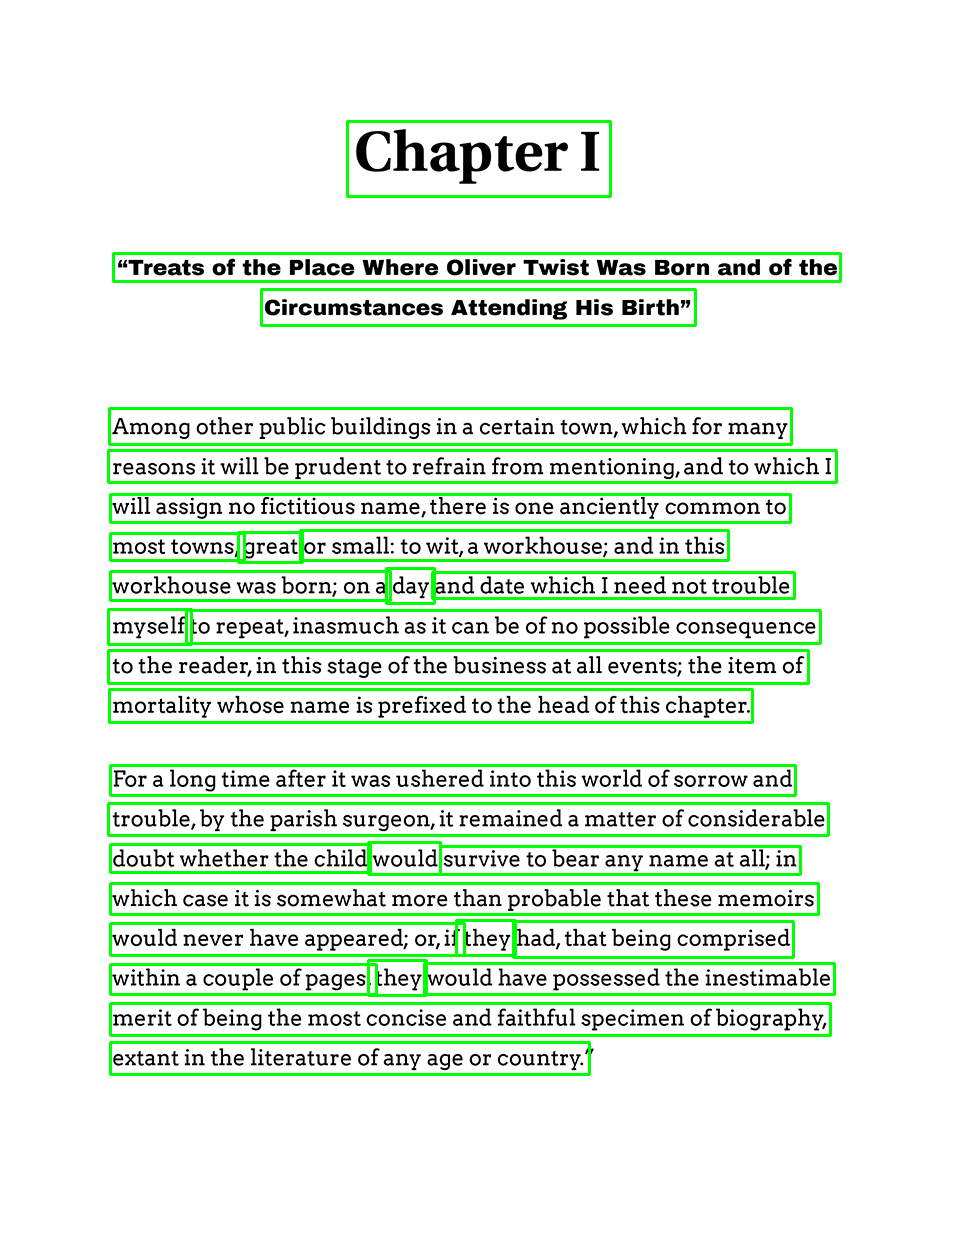 Chapter I
“Treats of the Place Where Oliver Twist Was Born and of the
Circumstances Attending His Birth”
Among other public buildings in a certain town, which for many
reasons it will be prudent to refrain from mentioning, and to which I
will assign no fictitious name, there is one anciently common to
most towns, great or small: to wit, a workhouse; and in this
workhouse was born; on a day and date which I need not trouble
myself to repeat, inasmuch as it can be of no possible consequence
to the reader, in this stage of the business at all events; the item of
mortality whose name is prefixed to the head of this chapter.
For a long time after it was ushered into this world of sorrow and
trouble, by the parish surgeon, it remained a matter of considerable
doubt whether the child would survive to bear any name at all; in
which case it is somewhat more than probable that these memoirs
would never have appeared; or, if they had, that being comprised
within a couple of pages, they would have possessed the inestimable
merit of being the most concise and faithful specimen of biography,
extant in the literature of any age or country.”